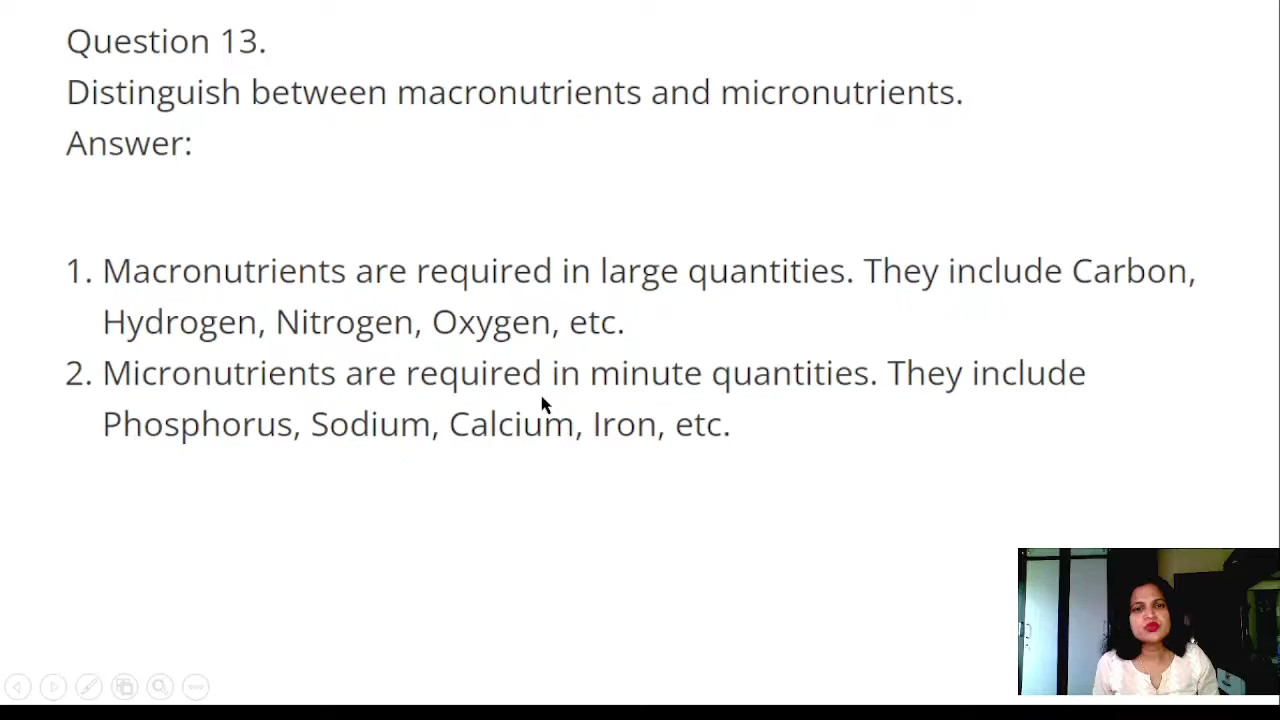 Question 13.
Distinguish between macronutrients and micronutrients.
Answer:
1. Macronutrients are required in large quantities. They include Carbon,
Hydrogen, Nitrogen, Oxygen, etc.
2. Micronutrients are required in minute quantities. They include
Phosphorus, Sodium, Calcium, Iron, etc.